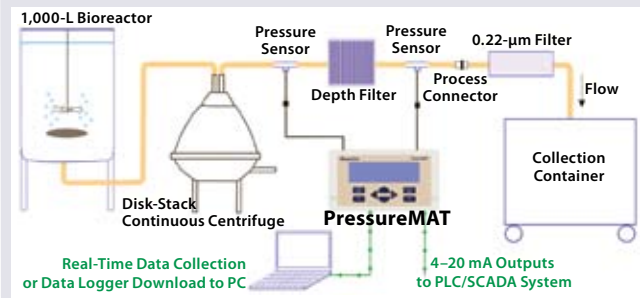 1,000-L Bioreactor
Pressure
Sensor
Pressure
Sensor
0.22-µm Filter
Depth Filter
Process
Connector
Flow
Collection
Container
Disk-Stack
Continuous Centrifuge
PressureMAT
Real-Time Data Collection
or Data Logger Download to PC
4–20 mA Outputs
to PLC/SCADA System